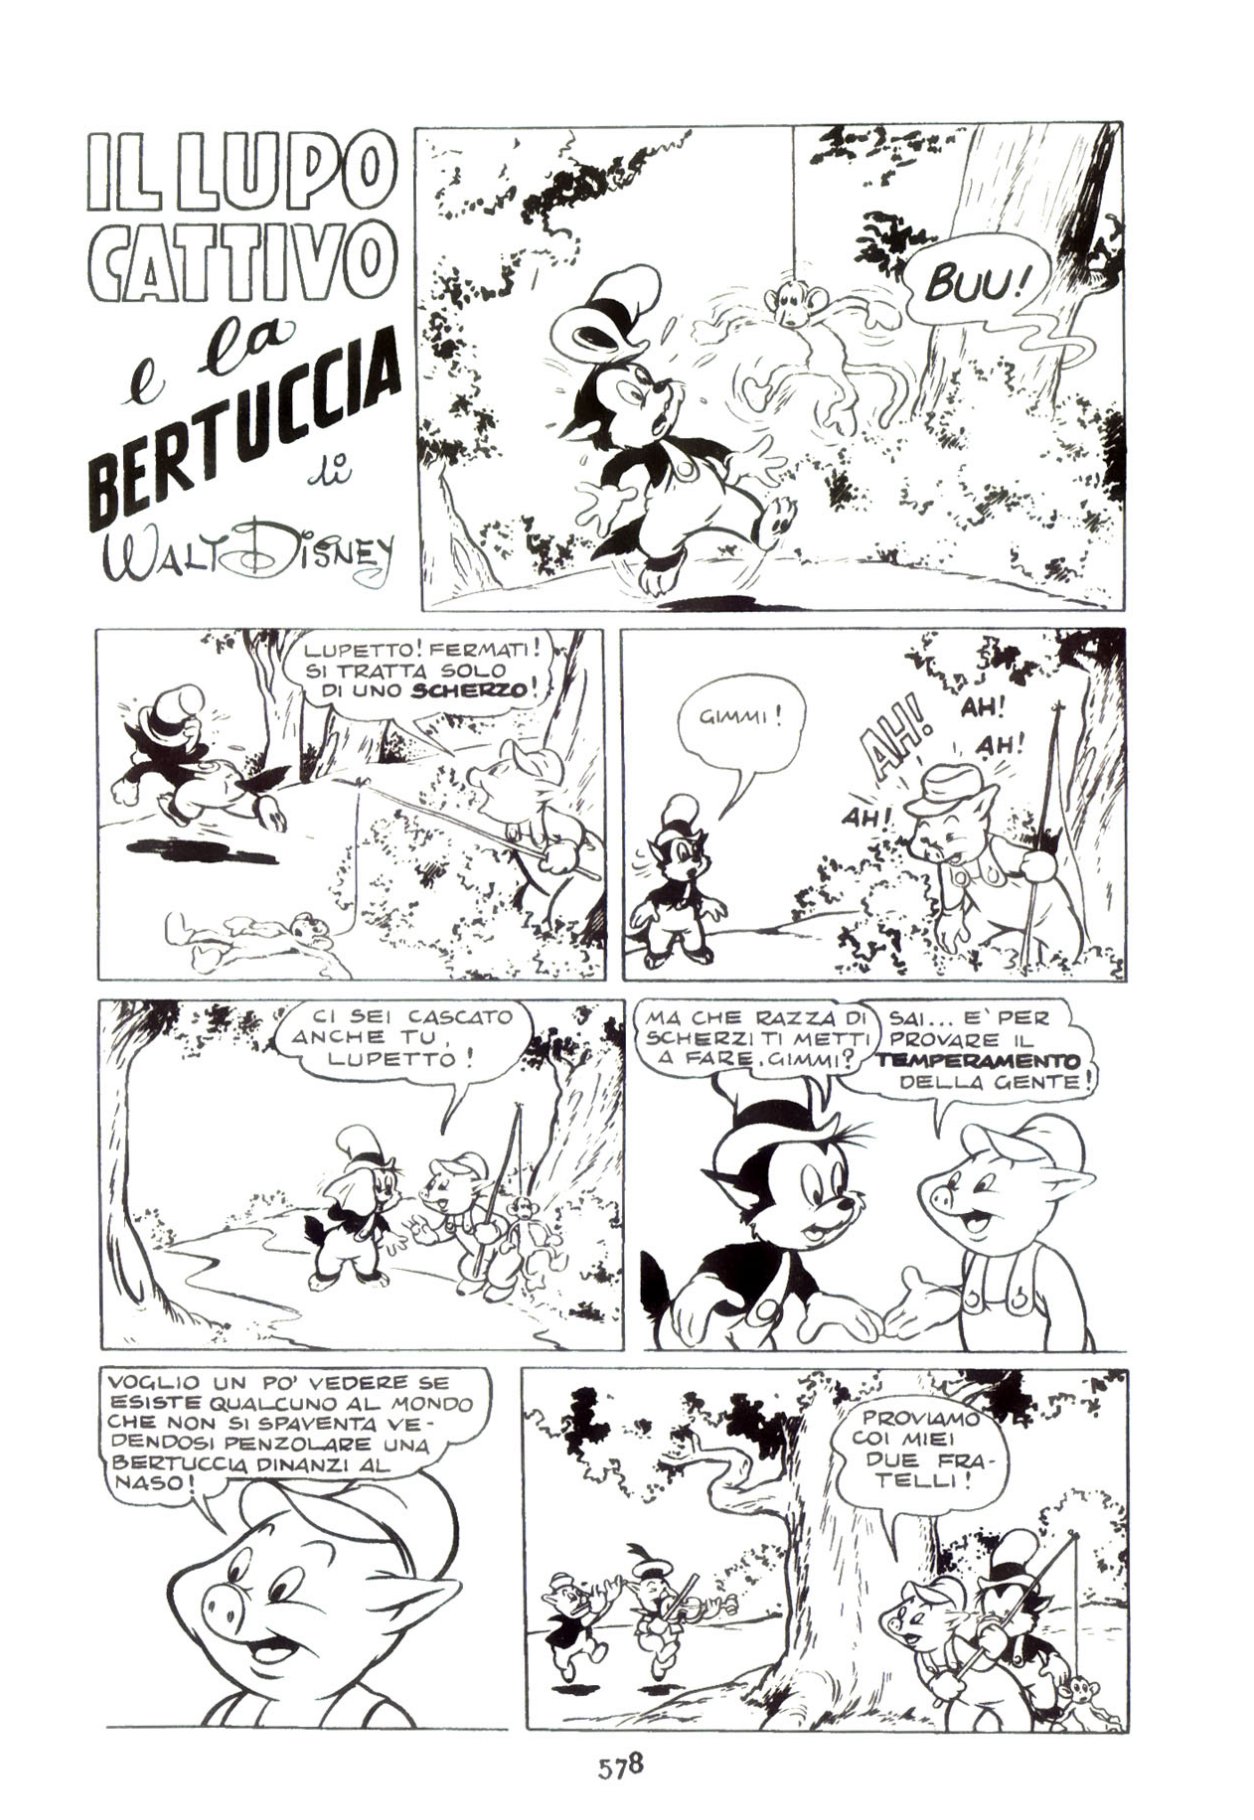 IL LUPO
CATTIVO
e la
BERTUCCIA
di
WALT DISNEY
BUU!
LUPETTO! FERMATI!
SI TRATTA SOLO
DI UNO SCHERZO!
GIMMI!
AH!
AH!
AH!
AH!
CI SEI CASCATO
ANCHE TU,
LUPETTO!
MA CHE RAZZA DI
SCHERZI TI METTI
A FARE, GIMMI?
SAI... E' PER
PROVARE IL
TEMPERAMENTO
DELLA GENTE!
VOGLIO UN PO' VEDERE SE
ESISTE QUALCUNO AL MONDO
CHE NON SI SPAVENTA VE-
DENDOSI PENZOLARE UNA
BERTUCCIA DINANZI AL
NASO!
PROVIAMO
COI MIEI
DUE FRA-
TELLI!
578